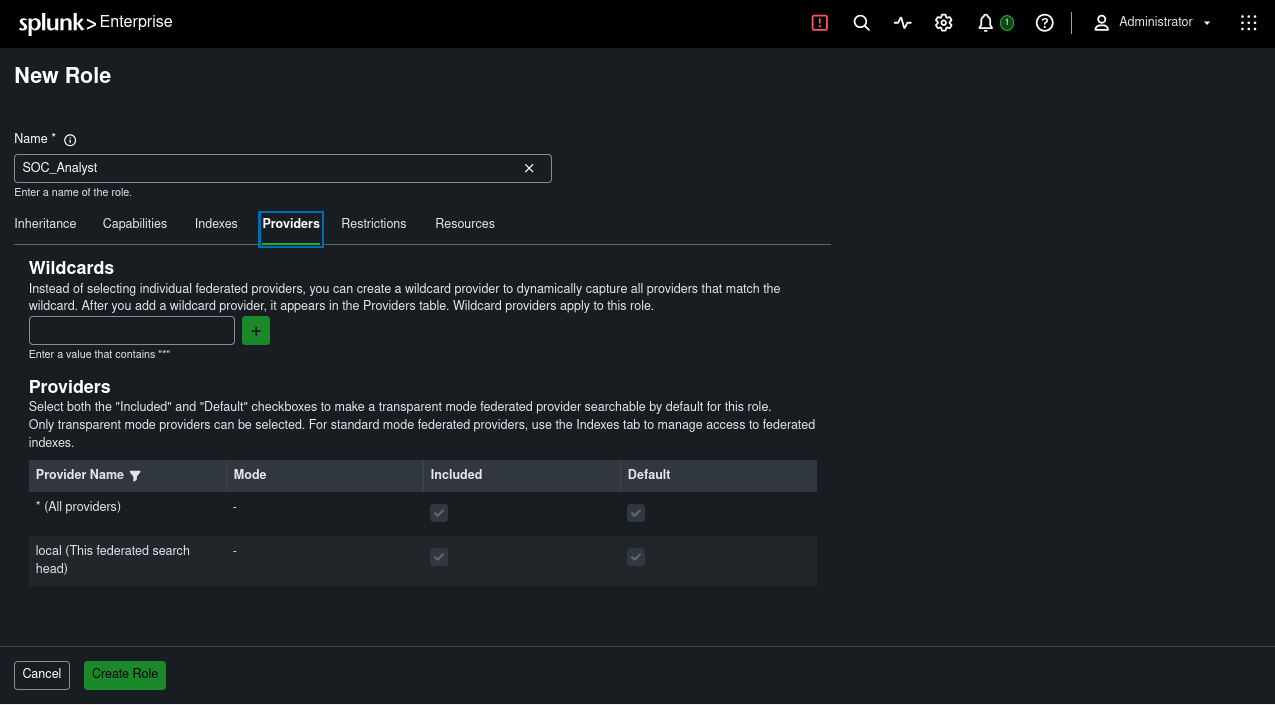 splunk> Enterprise
1
Administrator
New Role
Name *
SOC_Analyst
Enter a name of the role.
Inheritance Capabilities Indexes Providers Restrictions Resources
Wildcards
Instead of selecting individual federated providers, you can create a wildcard provider to dynamically capture all providers that match the
wildcard. After you add a wildcard provider, it appears in the Providers table. Wildcard providers apply to this role.
+
Enter a value that contains "*"
Providers
Select both the "Included" and "Default" checkboxes to make a transparent mode federated provider searchable by default for this role.
Only transparent mode providers can be selected. For standard mode federated providers, use the Indexes tab to manage access to federated
indexes.
Provider Name Mode Included Default
* (All providers) -
local (This federated search -
head)
Cancel Create Role